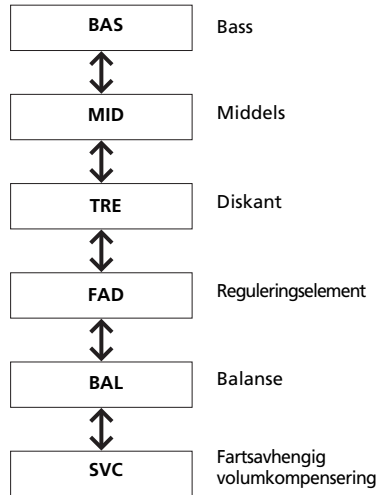 BAS Bass
MID Middels
TRE Diskant
FAD Reguleringselement
BAL Balanse
SVC Fartsavhengig
volumkompensering